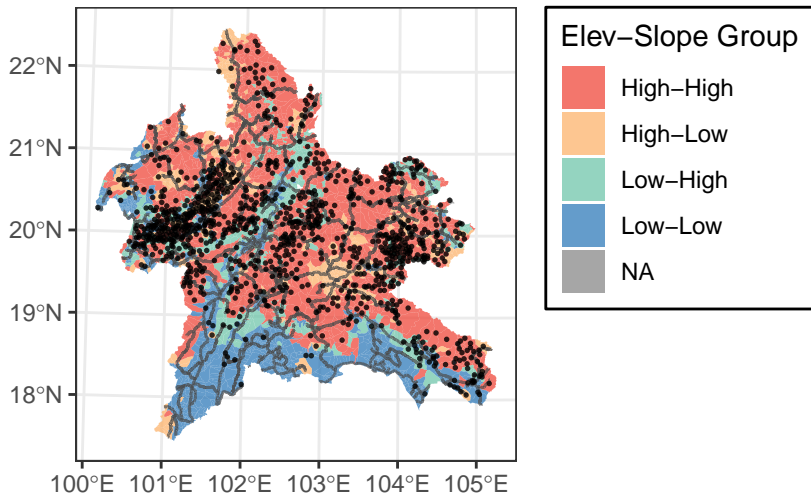 22°N
21°N
20°N
19°N
18°N
100°E 101°E 102°E 103°E 104°E 105°E
Elev−Slope Group
High−High
High−Low
Low−High
Low−Low
NA